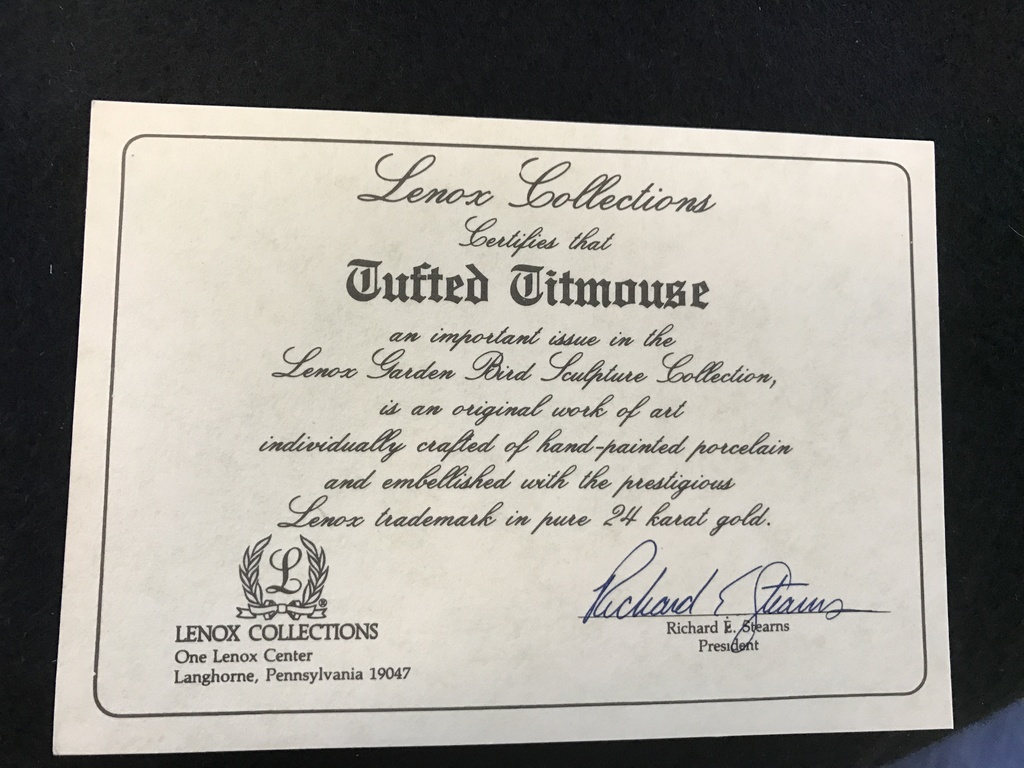 Lenox Collections
Certifies that
Tufted Titmouse
an important issue in the
Lenox Garden Bird Sculpture Collection,
is an original work of art
individually crafted of hand-painted porcelain
and embellished with the prestigious
Lenox trademark in pure 24 karat gold.
L
®
LENOX COLLECTIONS
One Lenox Center
Langhorne, Pennsylvania 19047
Richard E. Stearns
Richard E. Stearns
President